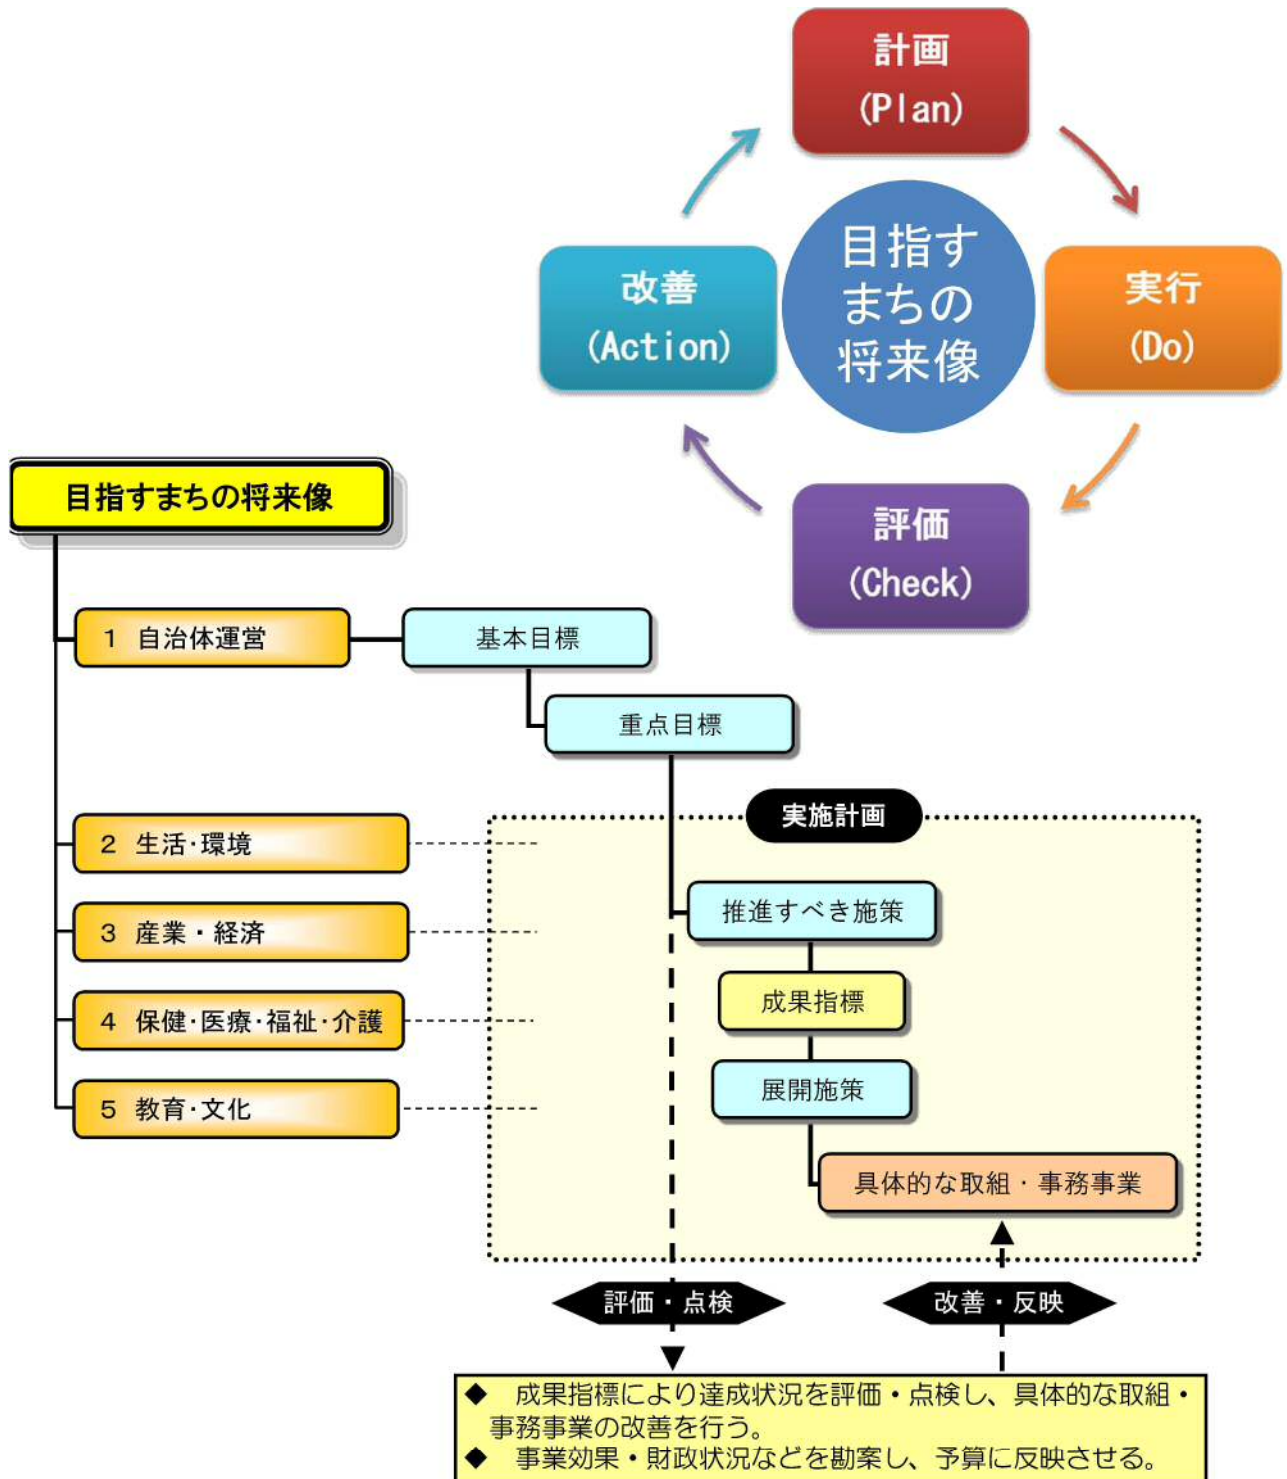 計画
(Plan)
目指す
まちの
将来像
改善
(Action)
実行
(Do)
評価
(Check)
目指すまちの将来像
1 自治体運営
基本目標
重点目標
実施計画
2 生活・環境
推進すべき施策
3 産業・経済
成果指標
4 保健・医療・福祉・介護
展開施策
5 教育・文化
具体的な取組・事務事業
評価・点検
改善・反映
◆ 成果指標により達成状況を評価・点検し、具体的な取組・
事務事業の改善を行う。
◆ 事業効果・財政状況などを勘案し、予算に反映させる。